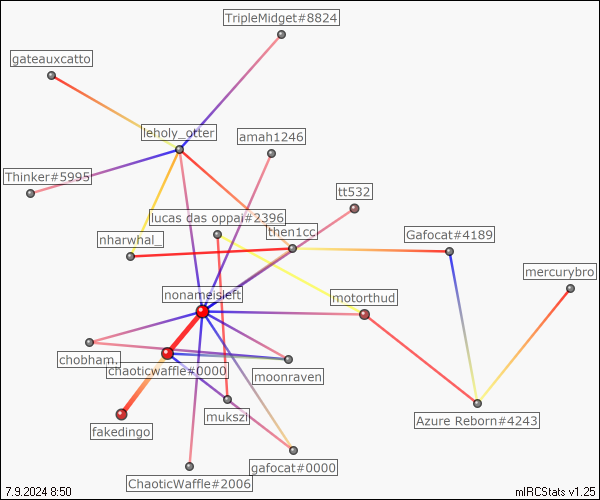 TripleMidget#8824
gateauxcatto
leholy_otter
amah1246
Thinker#5995
tt532
lucas das oppai#2396
then1cc
Gafocat#4189
nharwhal_
mercurybro
nonameisleft
motorthud
chobham.
chaoticwaffle#0000
moonraven
mukszi
Azure Reborn#4243
fakedingo
gafocat#0000
ChaoticWaffle#2006
7.9.2024 8:50
mIRCStats v1.25